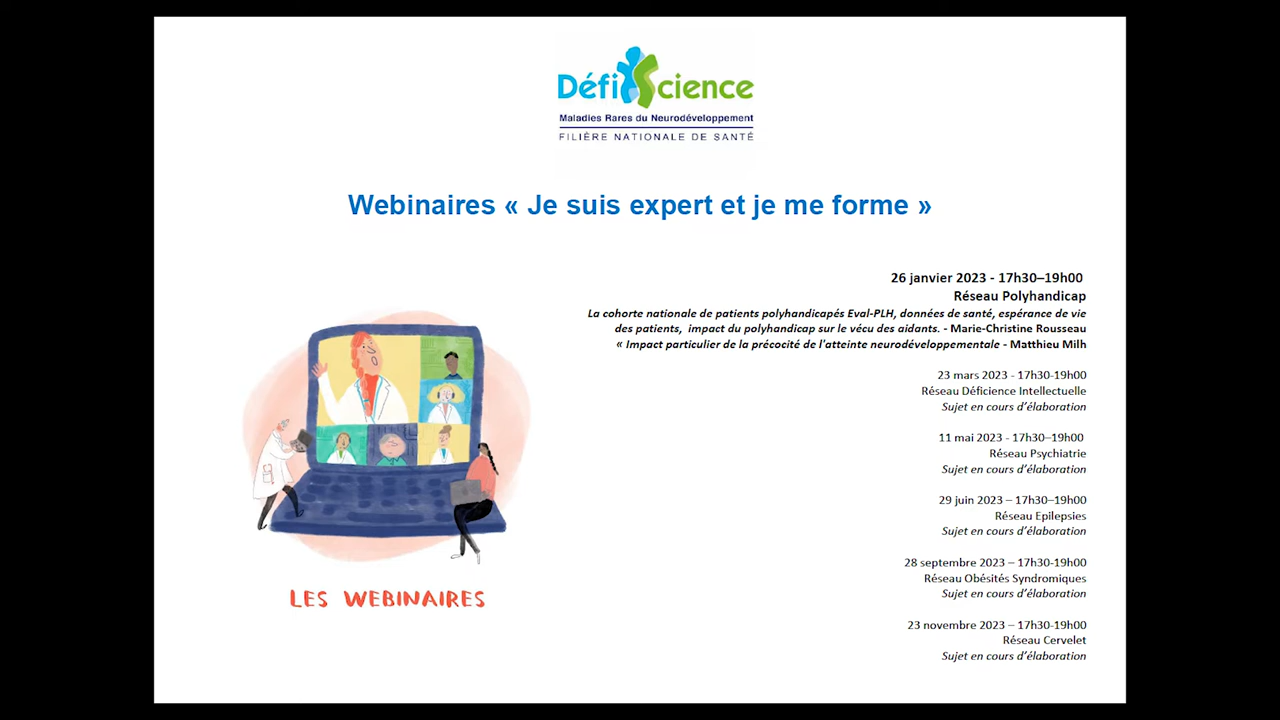 DéfiScience
Maladies Rares du Neurodéveloppement
FILIÈRE NATIONALE DE SANTÉ
Webinaires « Je suis expert et je me forme »
26 janvier 2023 - 17h30–19h00
Réseau Polyhandicap
La cohorte nationale de patients polyhandicapés Eval-PLH, données de santé, espérance de vie
des patients, impact du polyhandicap sur le vécu des aidants. - Marie-Christine Rousseau
« Impact particulier de la précocité de l'atteinte neurodéveloppementale - Matthieu Milh
23 mars 2023 - 17h30-19h00
Réseau Déficience Intellectuelle
Sujet en cours d’élaboration
11 mai 2023 - 17h30–19h00
Réseau Psychiatrie
Sujet en cours d’élaboration
29 juin 2023 – 17h30–19h00
Réseau Epilepsies
Sujet en cours d’élaboration
28 septembre 2023 – 17h30-19h00
Réseau Obésités Syndromiques
Sujet en cours d’élaboration
23 novembre 2023 – 17h30-19h00
Réseau Cervelet
Sujet en cours d’élaboration
LES WEBINAIRES